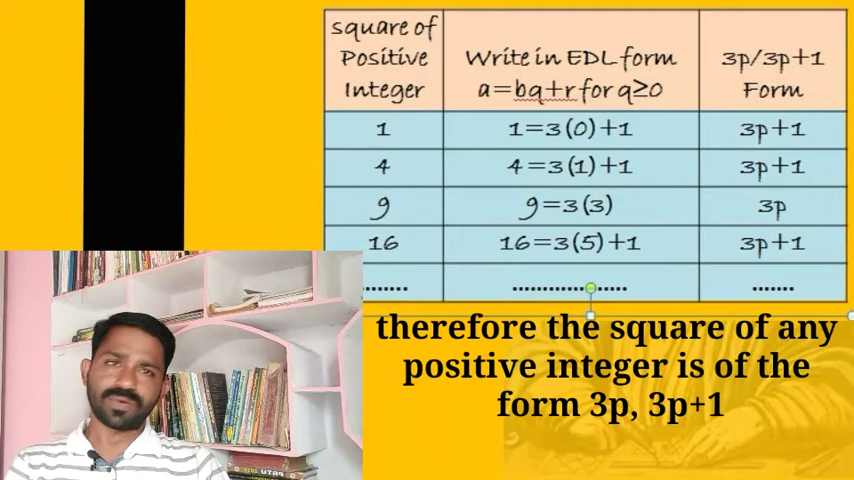 square of
Positive
Integer
Write in EDL form
a=bq+r for q≥0
3p/3p+1
Form
1
1=3(0)+1
3p+1
4
4=3(1)+1
3p+1
9
9=3(3)
3p
16
16=3(5)+1
3p+1
........
......................
.......
therefore the square of any
positive integer is of the
form 3p, 3p+1